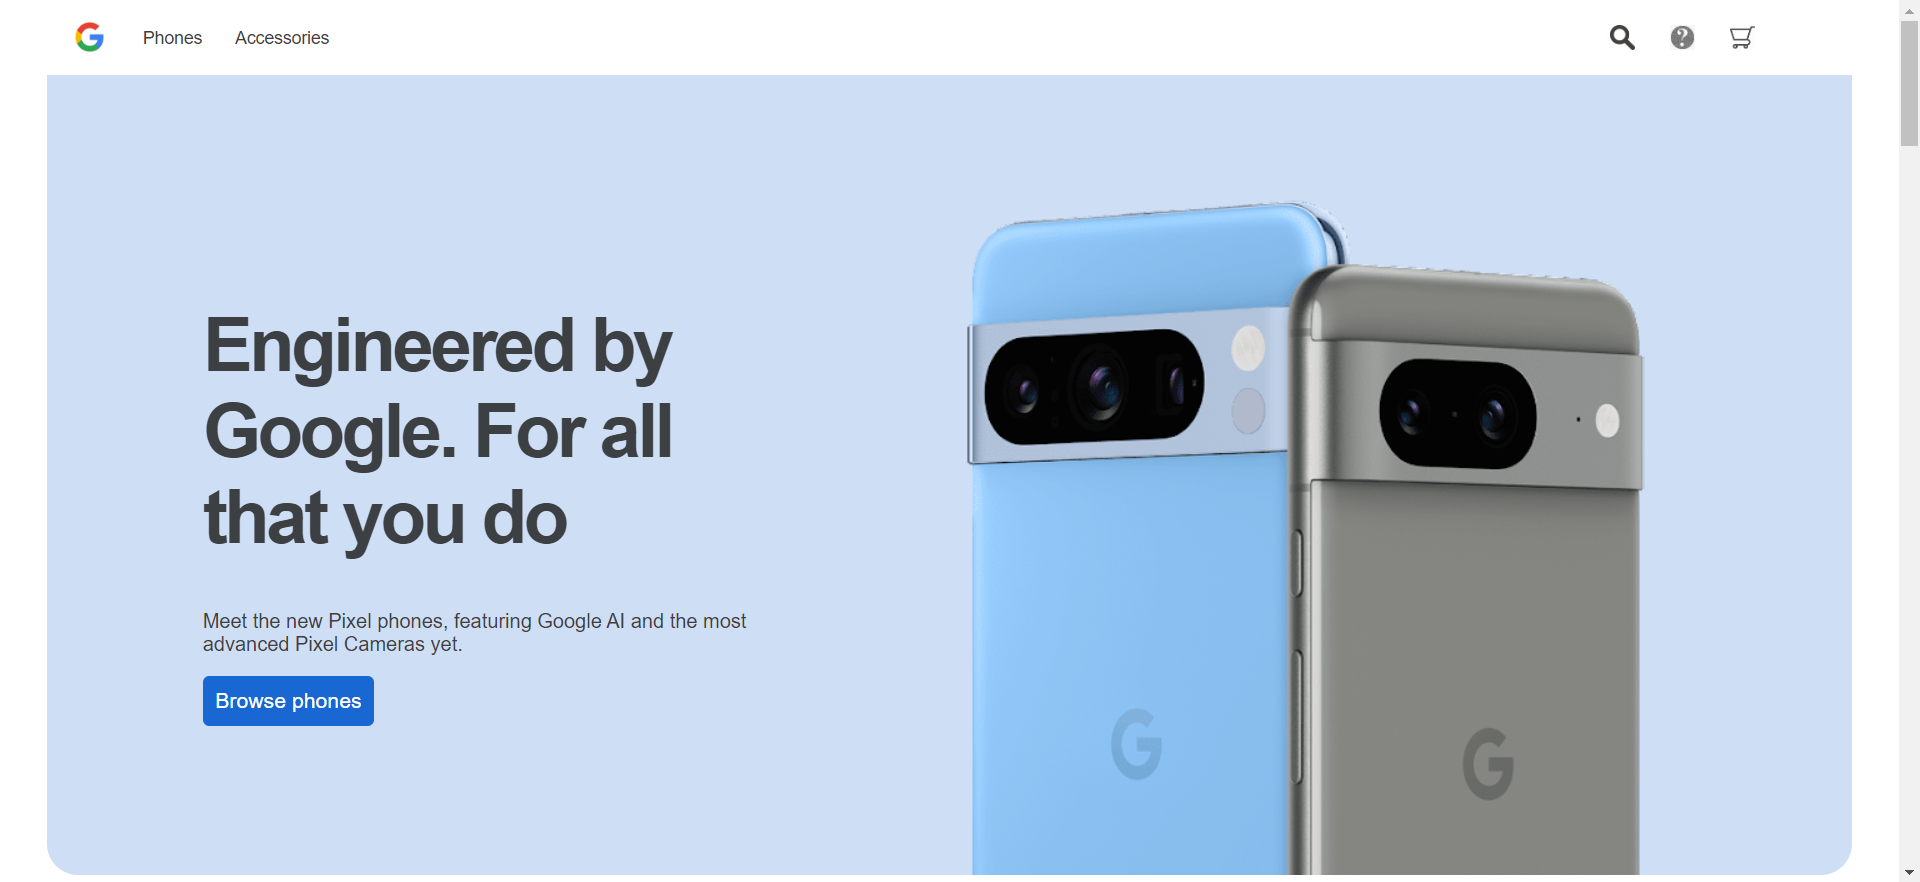 Phones Accessories
Engineered by
Google. For all
that you do
Meet the new Pixel phones, featuring Google AI and the most
advanced Pixel Cameras yet.
Browse phones
G
G